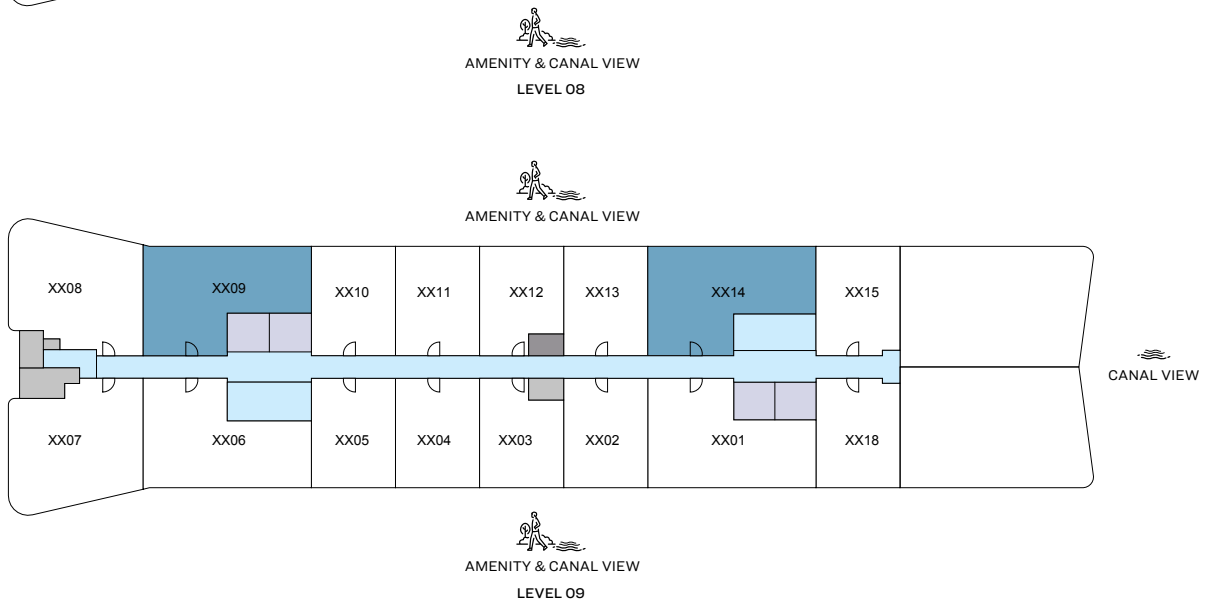 AMENITY & CANAL VIEW
LEVEL 08
AMENITY & CANAL VIEW
XX08 XX09 XX10 XX11 XX12 XX13 XX14 XX15
CANAL VIEW
XX07 XX06 XX05 XX04 XX03 XX02 XX01 XX18
AMENITY & CANAL VIEW
LEVEL 09